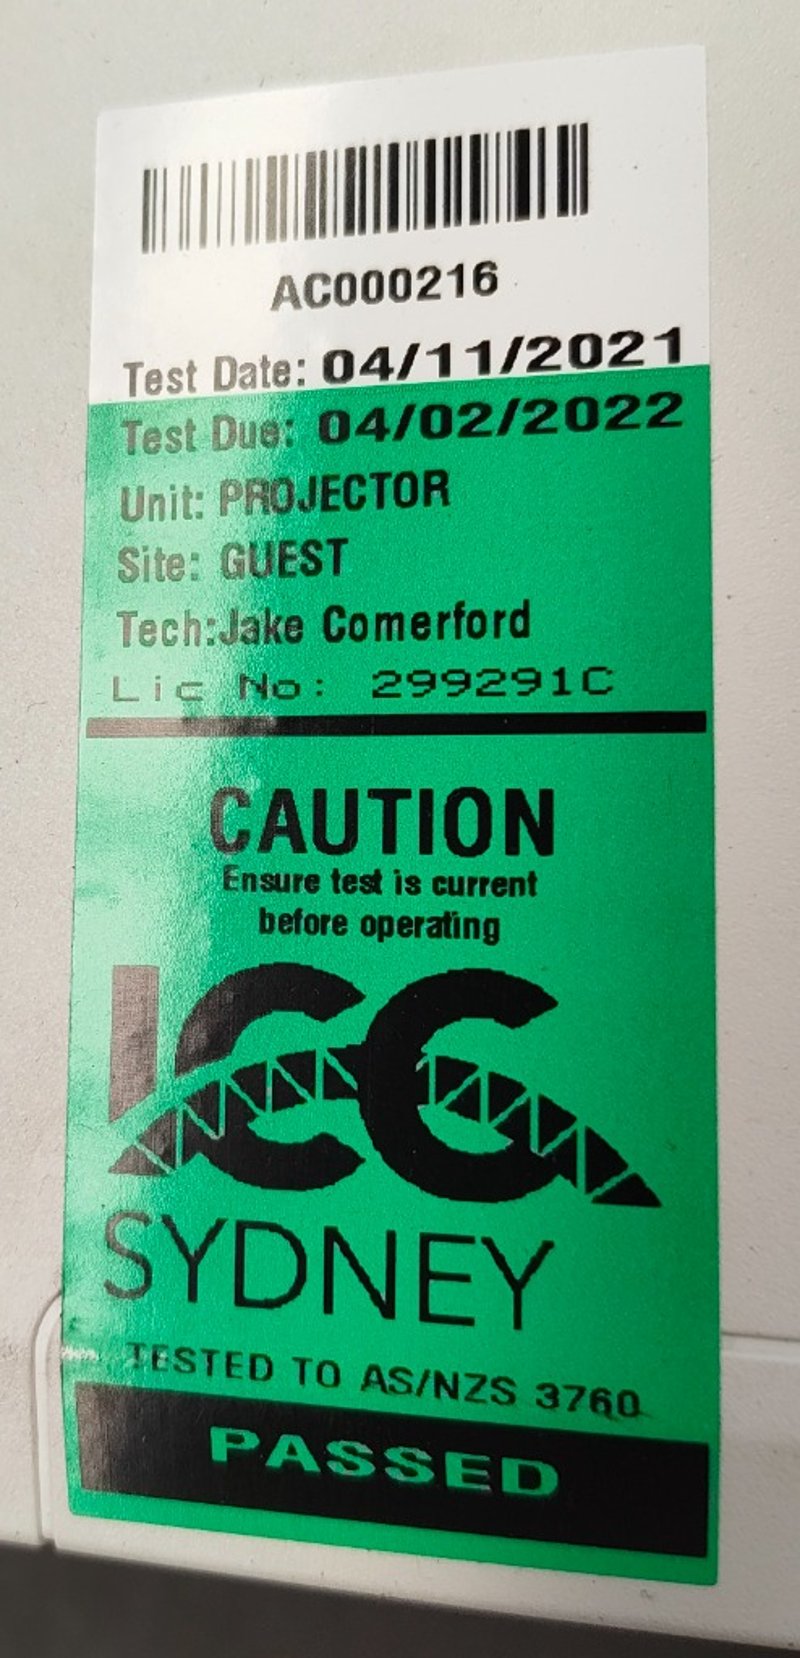 AC000216
Test Date: 04/11/2021
Test Due: 04/02/2022
Unit: PROJECTOR
Site: GUEST
Tech:Jake Comerford
Lic No: 299291C
CAUTION
Ensure test is current
before operating
ICC
SYDNEY
TESTED TO AS/NZS 3760
PASSED